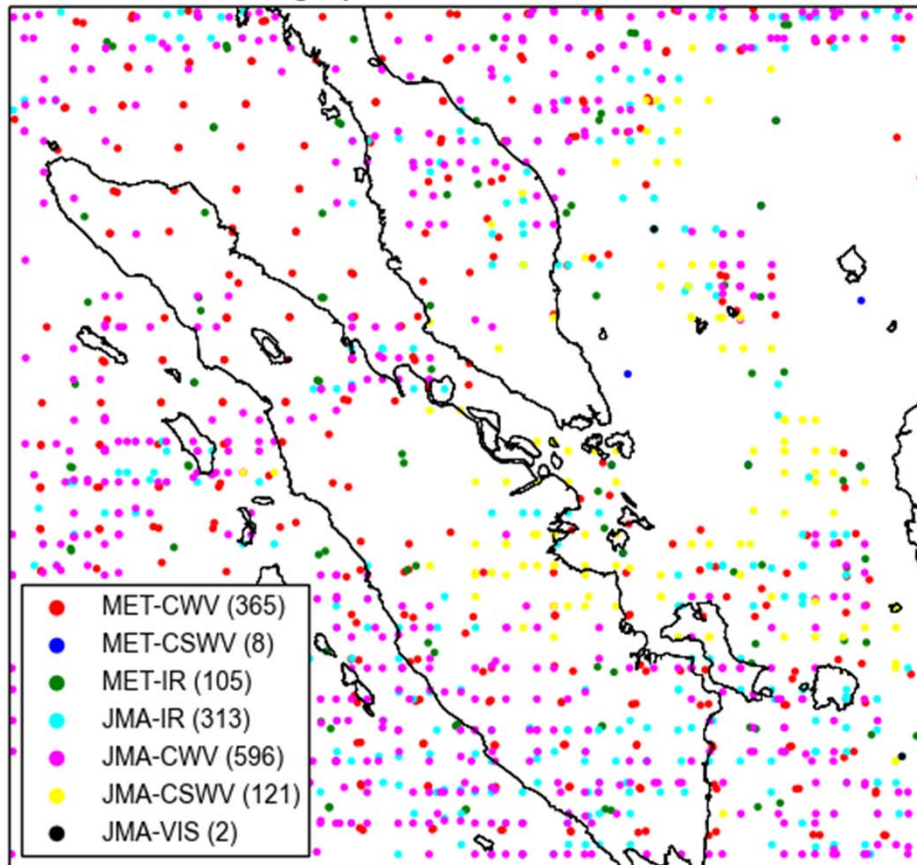 MET-CWV (365)
MET-CSWV (8)
MET-IR (105)
JMA-IR (313)
JMA-CWV (596)
JMA-CSWV (121)
JMA-VIS (2)